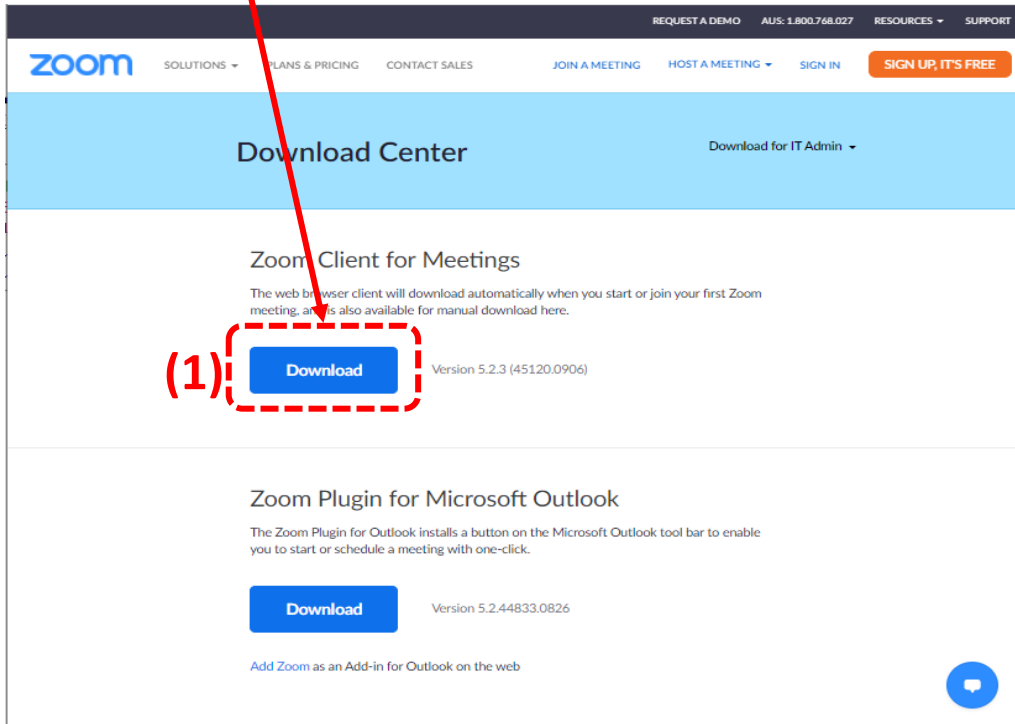 REQUEST A DEMO AUS: 1.800.768.027 RESOURCES SUPPORT
zoom SOLUTIONS PLANS & PRICING CONTACT SALES JOIN A MEETING HOST A MEETING SIGN IN SIGN UP, IT'S FREE
Download Center Download for IT Admin
Zoom Client for Meetings
The web browser client will download automatically when you start or join your first Zoom
meeting, and is also available for manual download here.
(1) Download Version 5.2.3 (45120.0906)
Zoom Plugin for Microsoft Outlook
The Zoom Plugin for Outlook installs a button on the Microsoft Outlook tool bar to enable
you to start or schedule a meeting with one-click.
Download Version 5.2.44833.0826
Add Zoom as an Add-in for Outlook on the web